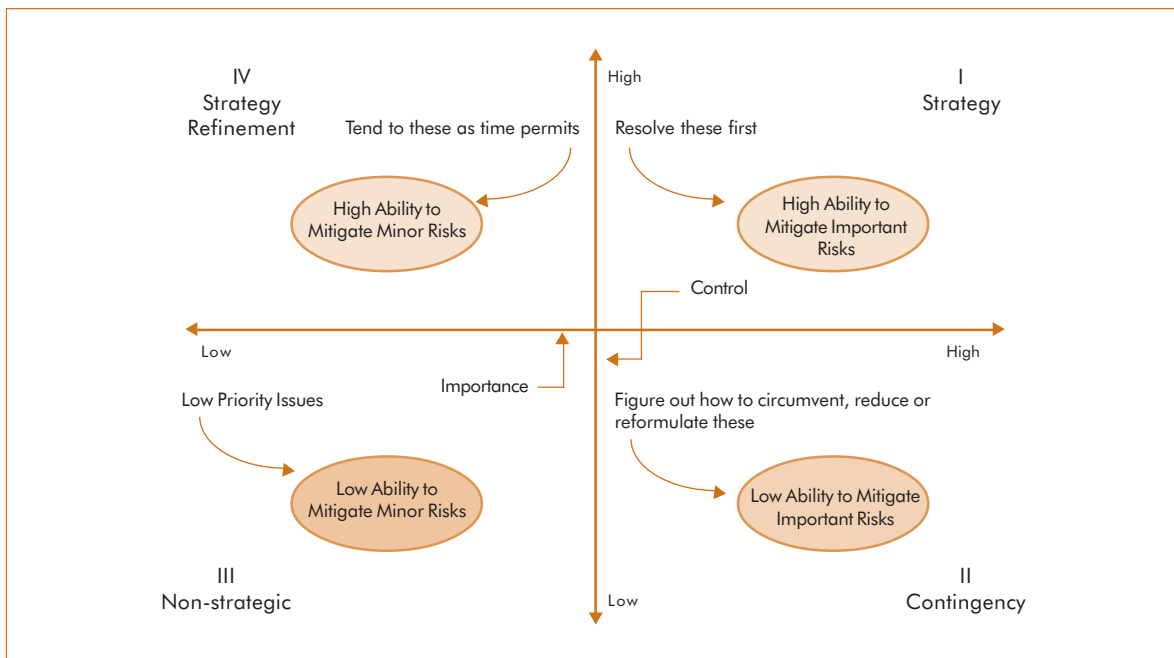 IV
Strategy
Refinement
High
I
Strategy
Tend to these as time permits
Resolve these first
High Ability to
Mitigate Minor Risks
High Ability to
Mitigate Important
Risks
Control
Low
High
Importance
Low Priority Issues
Figure out how to circumvent, reduce or
reformulate these
Low Ability to
Mitigate Minor Risks
Low Ability to Mitigate
Important Risks
III
Non-strategic
Low
II
Contingency